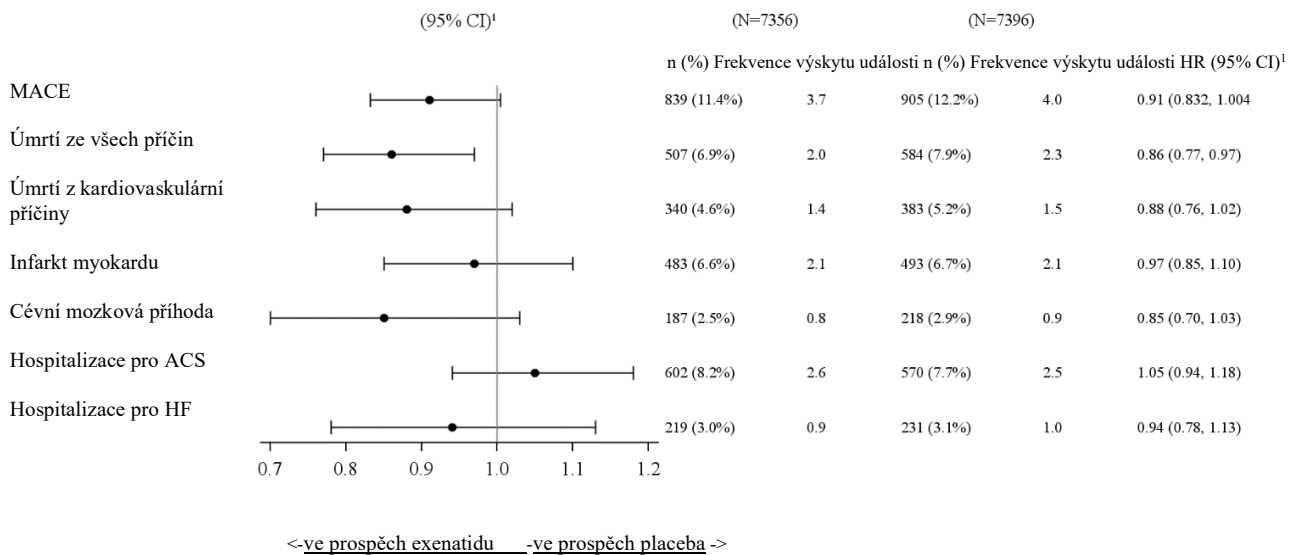 (95% CI)¹ (N=7356) (N=7396)
n (%) Frekvence výskytu události n (%) Frekvence výskytu události HR (95% CI)¹
MACE 839 (11.4%) 3.7 905 (12.2%) 4.0 0.91 (0.832, 1.004
Úmrtí ze všech příčin 507 (6.9%) 2.0 584 (7.9%) 2.3 0.86 (0.77, 0.97)
Úmrtí z kardiovaskulární
příčiny 340 (4.6%) 1.4 383 (5.2%) 1.5 0.88 (0.76, 1.02)
Infarkt myokardu 483 (6.6%) 2.1 493 (6.7%) 2.1 0.97 (0.85, 1.10)
Cévní mozková příhoda 187 (2.5%) 0.8 218 (2.9%) 0.9 0.85 (0.70, 1.03)
Hospitalizace pro ACS 602 (8.2%) 2.6 570 (7.7%) 2.5 1.05 (0.94, 1.18)
Hospitalizace pro HF 219 (3.0%) 0.9 231 (3.1%) 1.0 0.94 (0.78, 1.13)
0.7 0.8 0.9 1.0 1.1 1.2
<-ve prospěch exenatidu -ve prospěch placeba ->